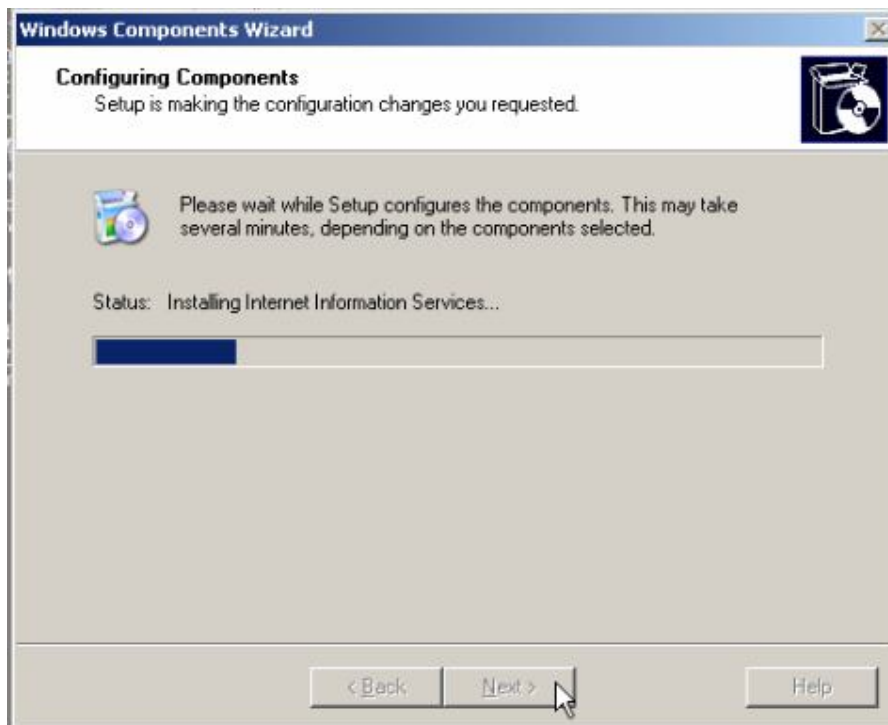 Windows Components Wizard
Configuring Components
Setup is making the configuration changes you requested.
Please wait while Setup configures the components. This may take
several minutes, depending on the components selected.
Status: Installing Internet Information Services...
< Back Next > Help